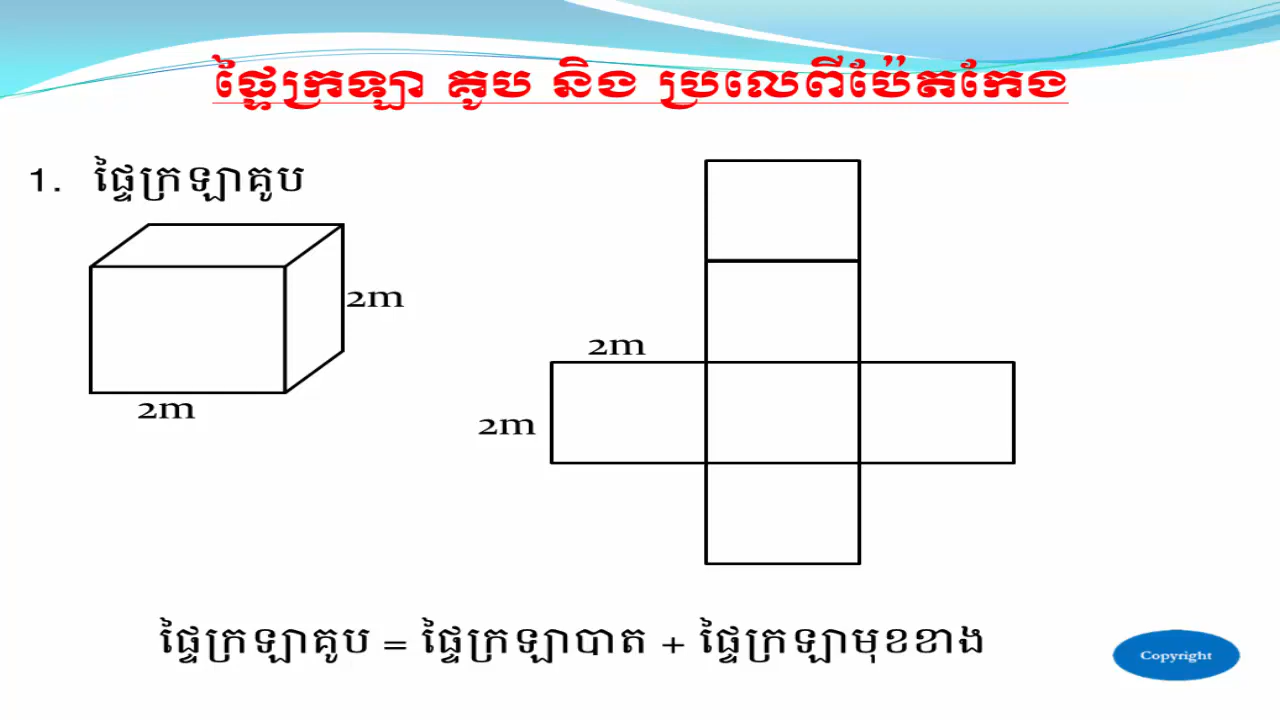 ផ្ទៃក្រឡា គូប និង ប្រលេពីប៉ែតកែង
1. ផ្ទៃក្រឡាគូប
2m
2m
2m
2m
ផ្ទៃក្រឡាគូប = ផ្ទៃក្រឡាបាត + ផ្ទៃក្រឡាមុខខាង
Copyright